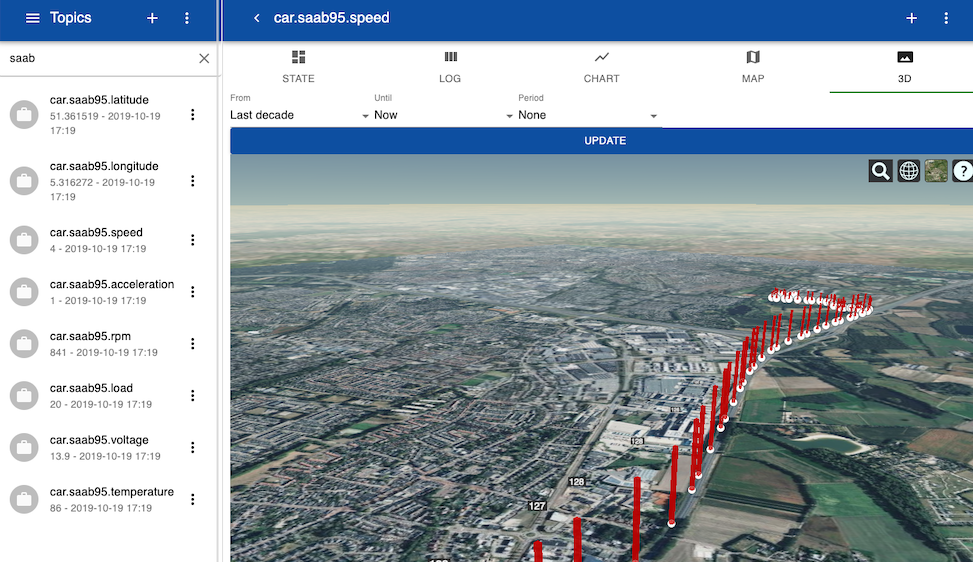 Topics
saab
car.saab95.latitude
51.361519 - 2019-10-19
17:19
car.saab95.longitude
5.316272 - 2019-10-19
17:19
car.saab95.speed
4 - 2019-10-19 17:19
car.saab95.acceleration
1 - 2019-10-19 17:19
car.saab95.rpm
841 - 2019-10-19 17:19
car.saab95.load
20 - 2019-10-19 17:19
car.saab95.voltage
13.9 - 2019-10-19 17:19
car.saab95.temperature
86 - 2019-10-19 17:19
car.saab95.speed
STATE LOG CHART MAP 3D
From Until Period
Last decade Now None
UPDATE
?
128
128
127